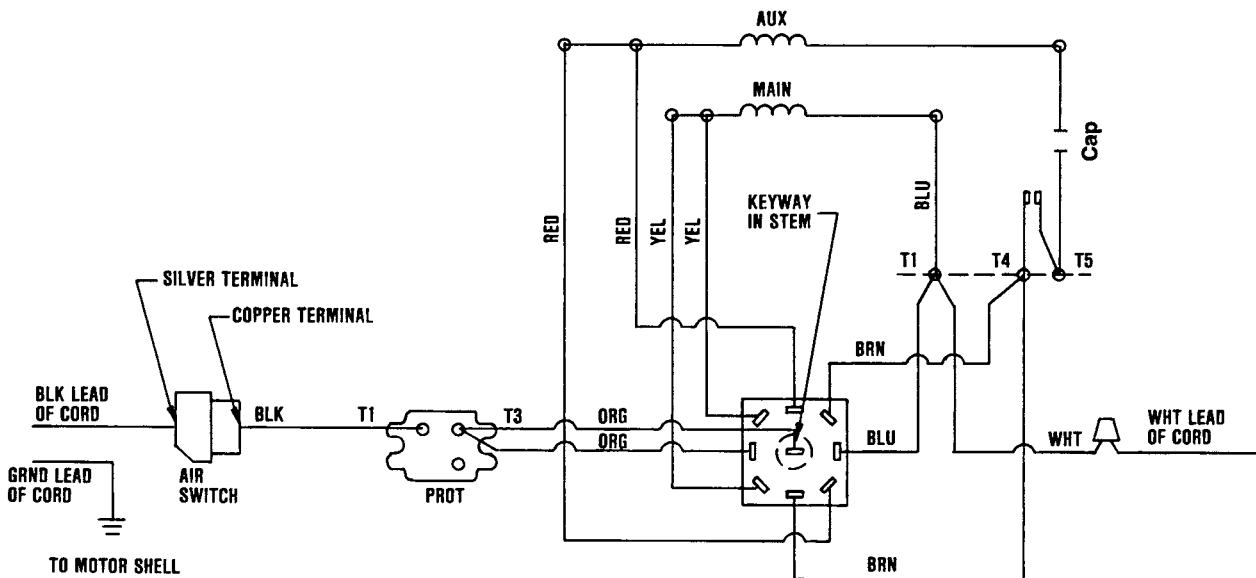 AUX
MAIN
Cap
RED
RED
YEL
YEL
KEYWAY
IN STEM
BLU
T1
T4
T5
SILVER TERMINAL
COPPER TERMINAL
BRN
BLK LEAD
OF CORD
BLK
T1
T3
ORG
ORG
BLU
WHT
WHT LEAD
OF CORD
GRND LEAD
OF CORD
AIR
SWITCH
PROT
TO MOTOR SHELL
BRN